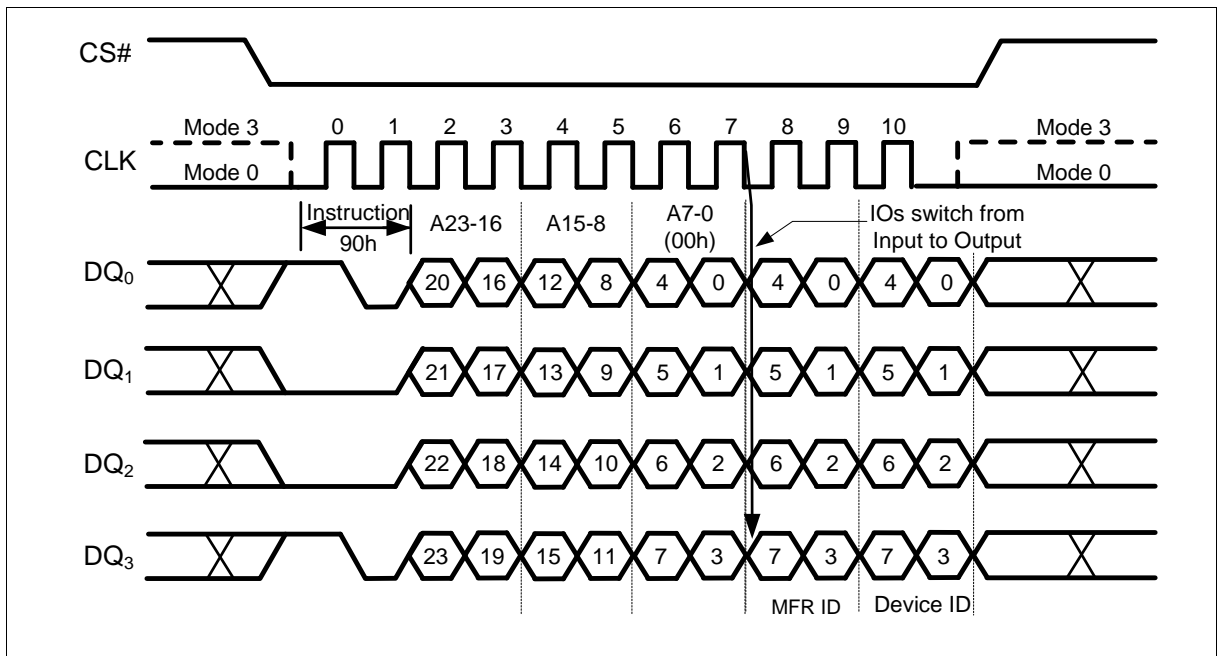 CS#
Mode 3 0 1 2 3 4 5 6 7 8 9 10 Mode 3
CLK
Mode 0 Mode 0
Instruction A23-16 A15-8 A7-0 IOs switch from
90h (00h) Input to Output
DQ0 20 16 12 8 4 0 4 0 4 0
DQ1 21 17 13 9 5 1 5 1 5 1
DQ2 22 18 14 10 6 2 6 2 6 2
DQ3 23 19 15 11 7 3 7 3 7 3
MFR ID Device ID